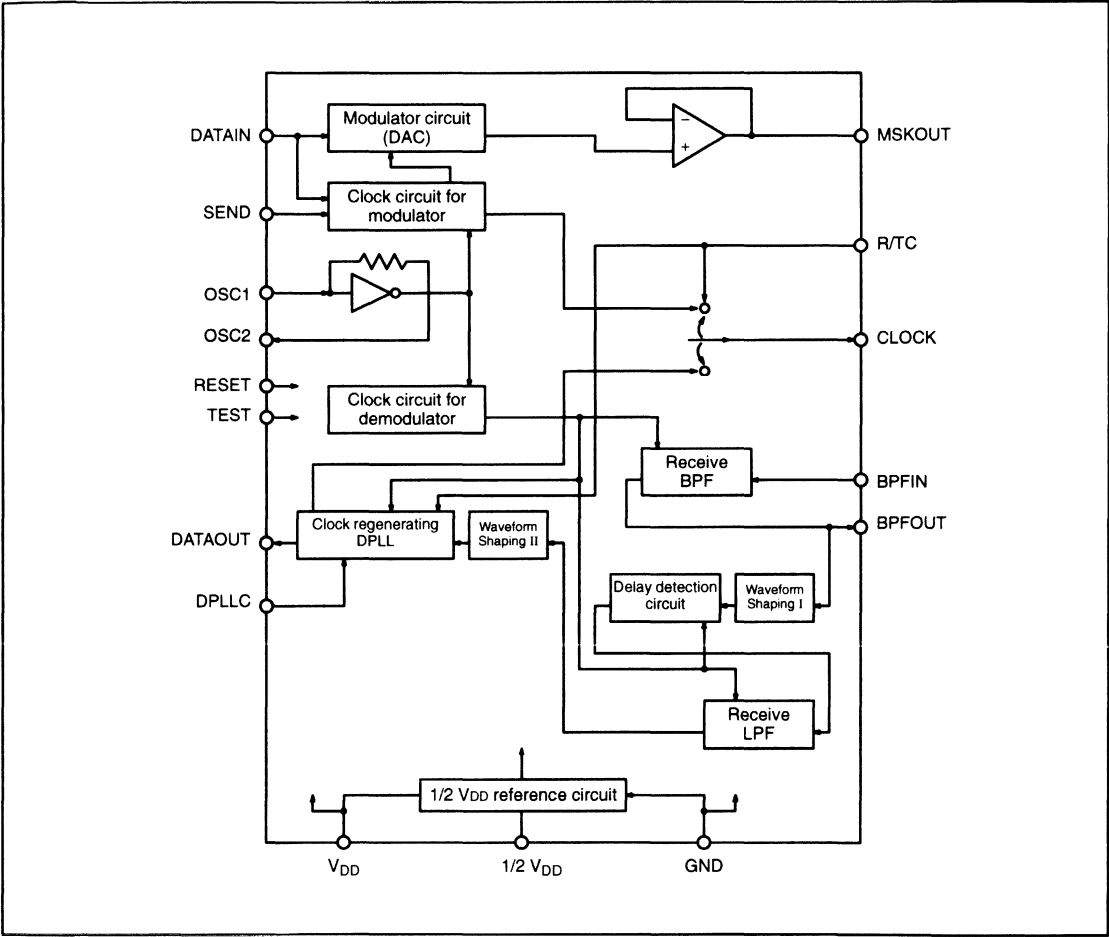 DATAIN
SEND
OSC1
OSC2
RESET
TEST
DATAOUT
DPLLC
Modulator circuit
(DAC)
Clock circuit for
modulator
Clock circuit for
demodulator
Clock regenerating
DPLL
Waveform
Shaping II
−
+
Receive
BPF
Delay detection
circuit
Waveform
Shaping I
Receive
LPF
1/2 VDD reference circuit
MSKOUT
R/TC
CLOCK
BPFIN
BPFOUT
VDD
1/2 VDD
GND